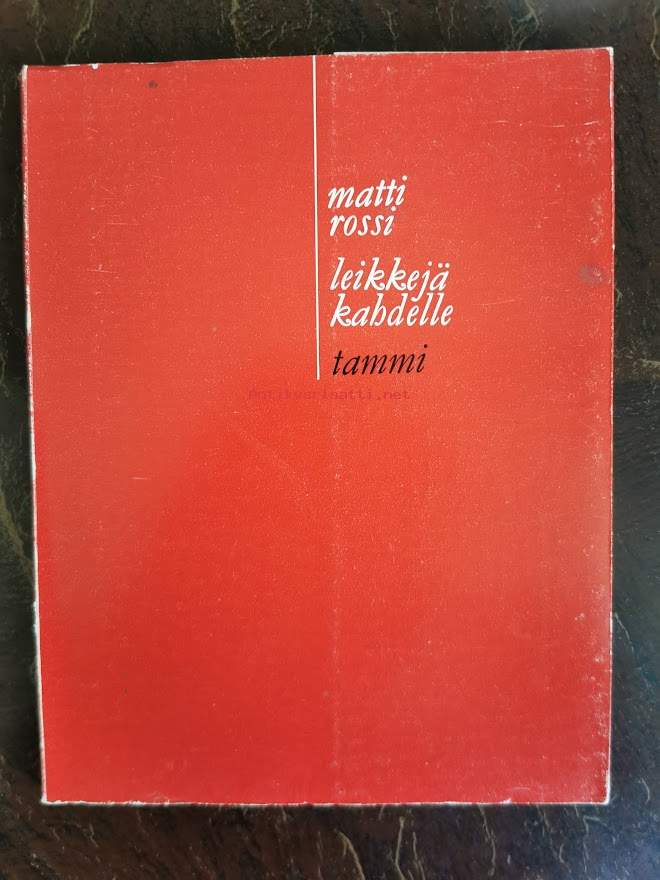 matti
rossi
leikkejä
kahdelle
tammi
Antikvariaatti.net